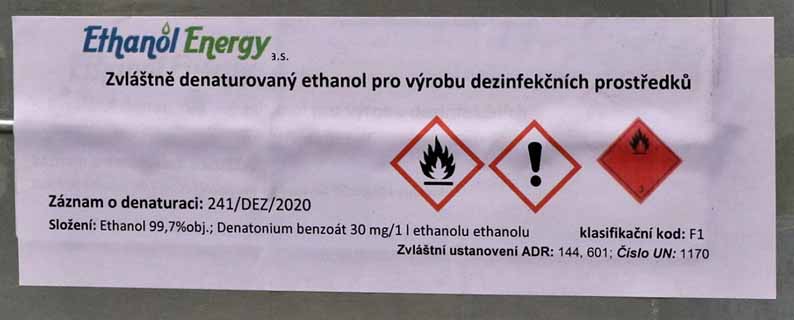 Ethanol Energy a.s.
Zvláštně denaturovaný ethanol pro výrobu dezinfekčních prostředků
3
Záznam o denaturaci: 241/DEZ/2020
Složení: Ethanol 99,7%obj.; Denatonium benzoát 30 mg/1 l ethanolu ethanolu klasifikační kod: F1
Zvláštní ustanovení ADR: 144, 601; Číslo UN: 1170